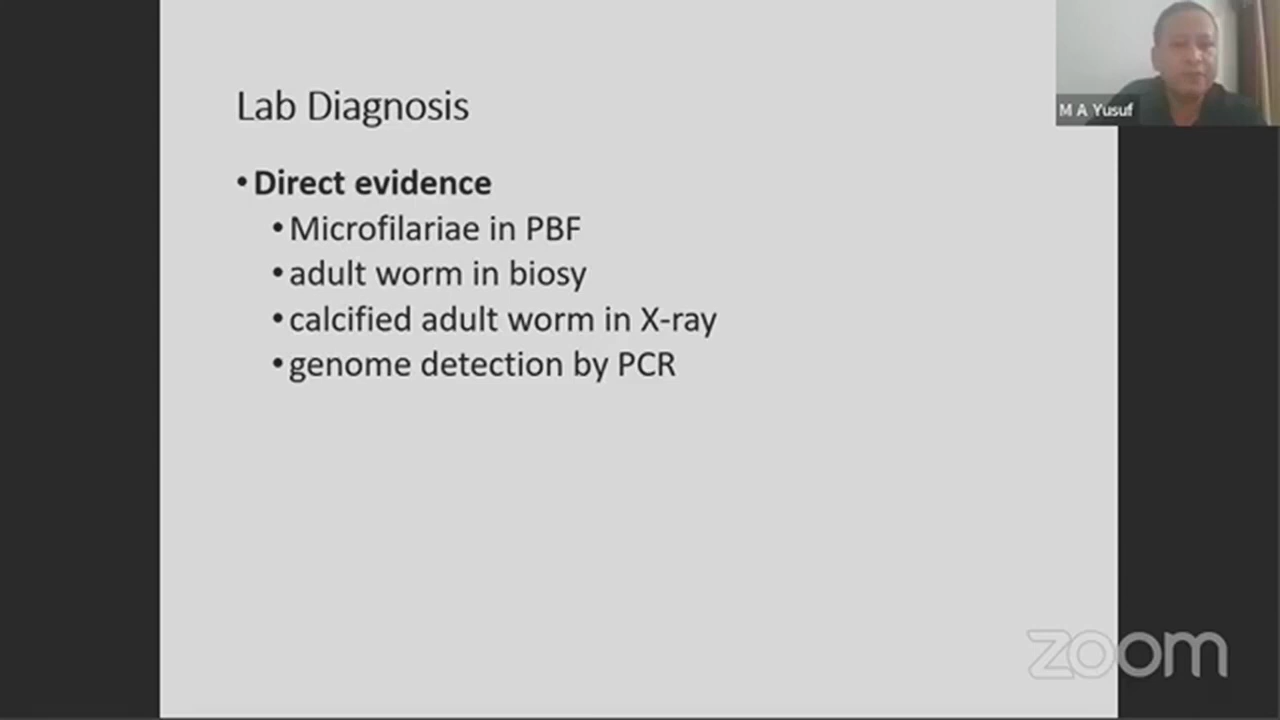 Lab Diagnosis
• Direct evidence
• Microfilariae in PBF
• adult worm in biosy
• calcified adult worm in X-ray
• genome detection by PCR
M A Yusuf
zoom